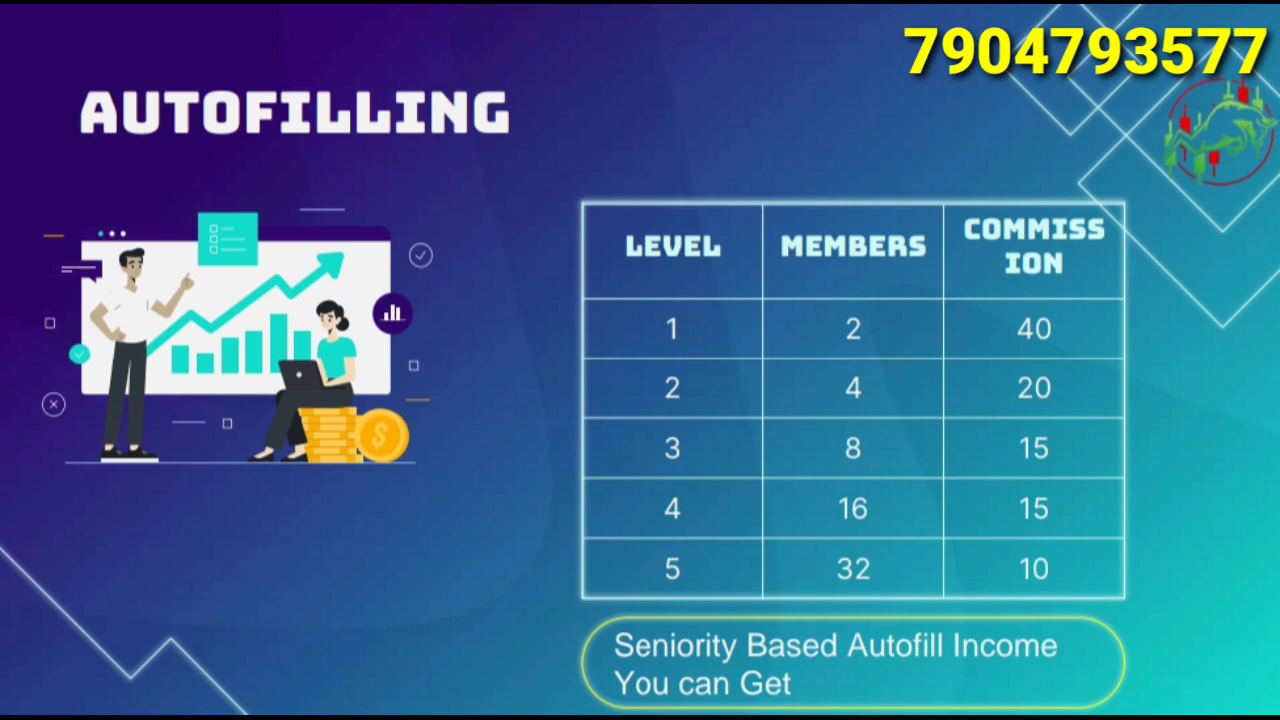 7904793577
AUTOFILLING
LEVEL MEMBERS COMMISS
ION
1 2 40
2 4 20
3 8 15
4 16 15
5 32 10
Seniority Based Autofill Income
You can Get